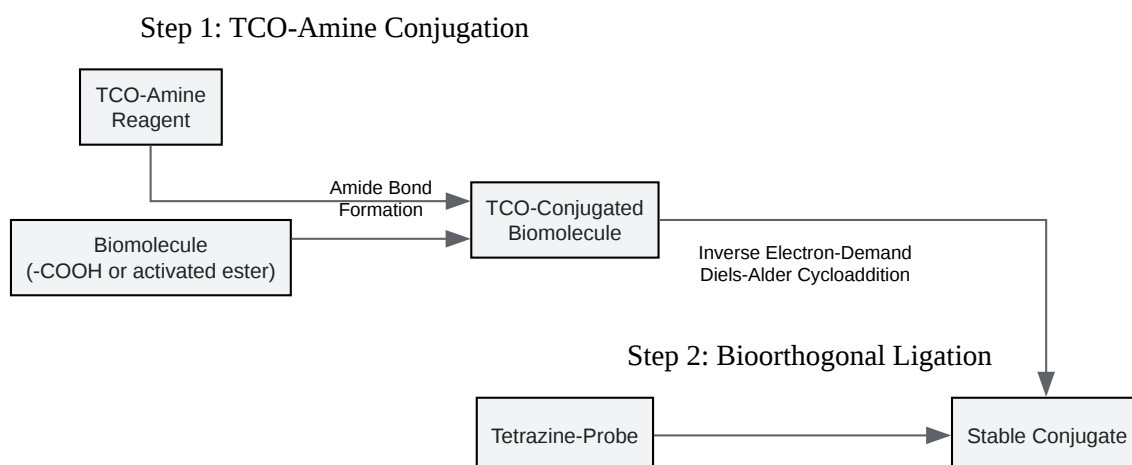 Step 1: TCO-Amine Conjugation
TCO-Amine
Reagent
Amide Bond
Formation
TCO-Conjugated
Biomolecule
Biomolecule
(-COOH or activated ester)
Inverse Electron-Demand
Diels-Alder Cycloaddition
Step 2: Bioorthogonal Ligation
Tetrazine-Probe
Stable Conjugate